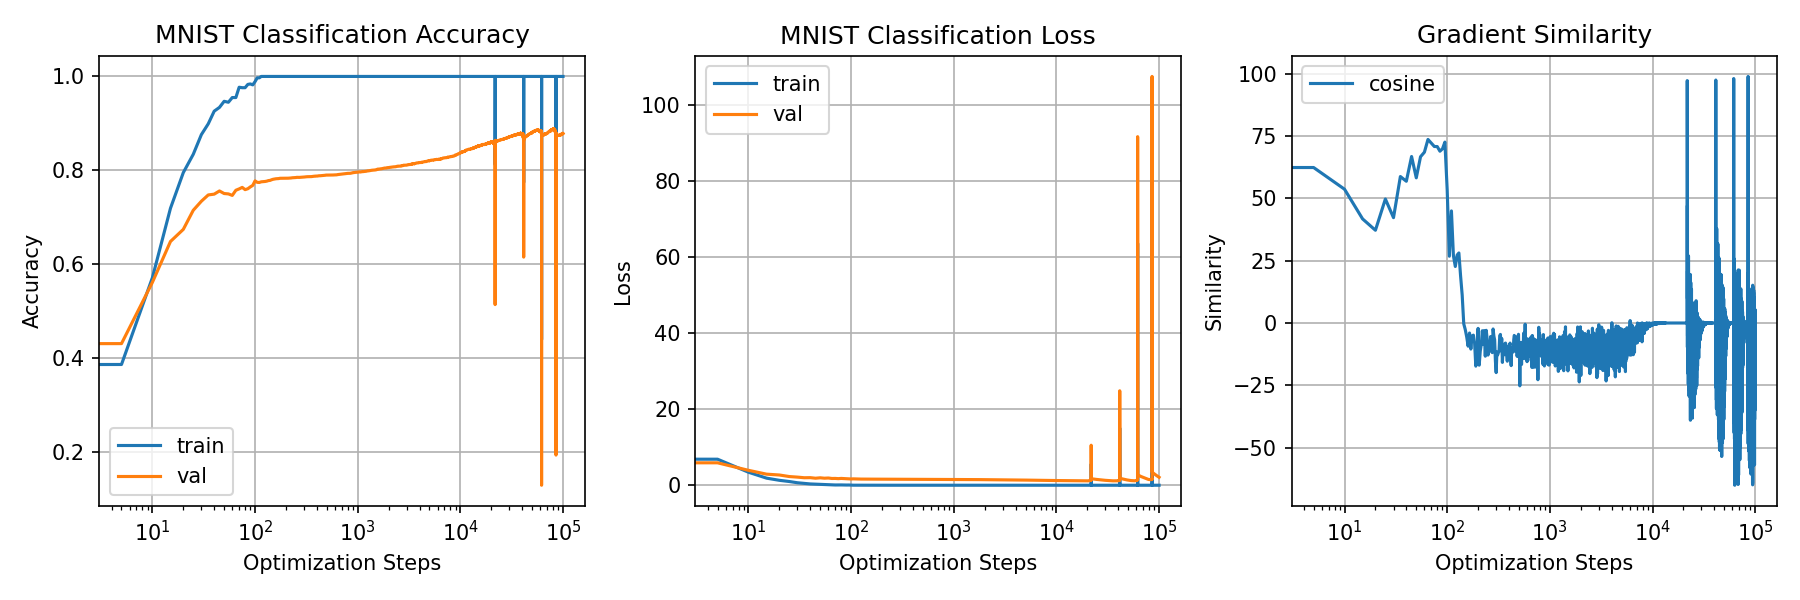 MNIST Classification Accuracy
Accuracy
1.0
0.8
0.6
0.4
0.2
train
val
10¹
10²
10³
10⁴
10⁵
Optimization Steps
MNIST Classification Loss
Loss
100
80
60
40
20
0
train
val
10¹
10²
10³
10⁴
10⁵
Optimization Steps
Gradient Similarity
Similarity
100
75
50
25
0
−25
−50
cosine
10¹
10²
10³
10⁴
10⁵
Optimization Steps